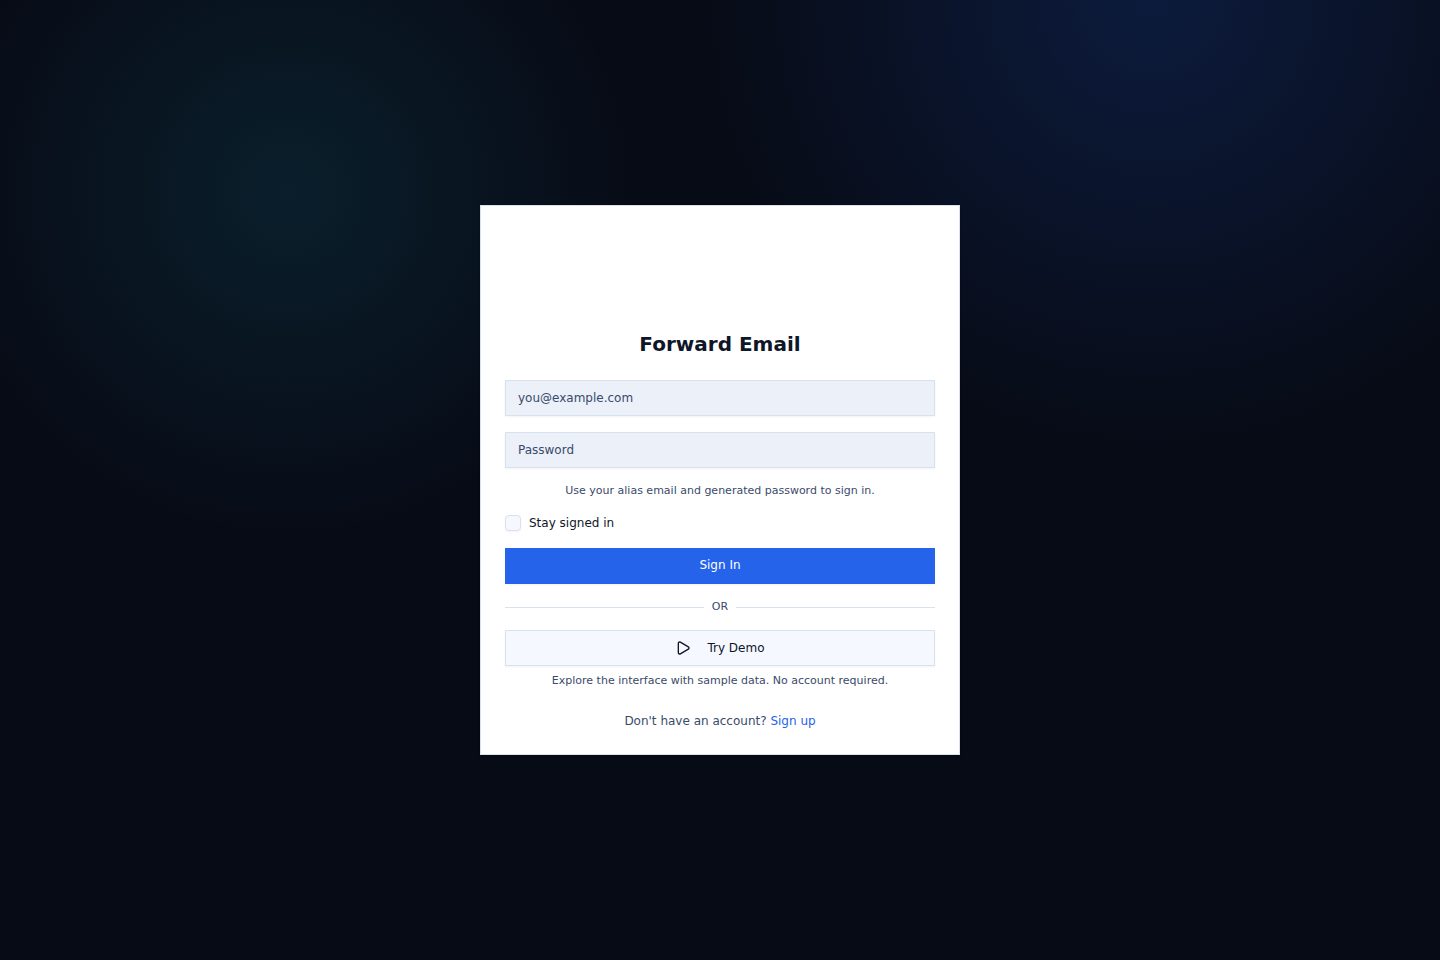 Forward Email
you@example.com
Password
Use your alias email and generated password to sign in.
Stay signed in
Sign In
OR
Try Demo
Explore the interface with sample data. No account required.
Don't have an account? Sign up